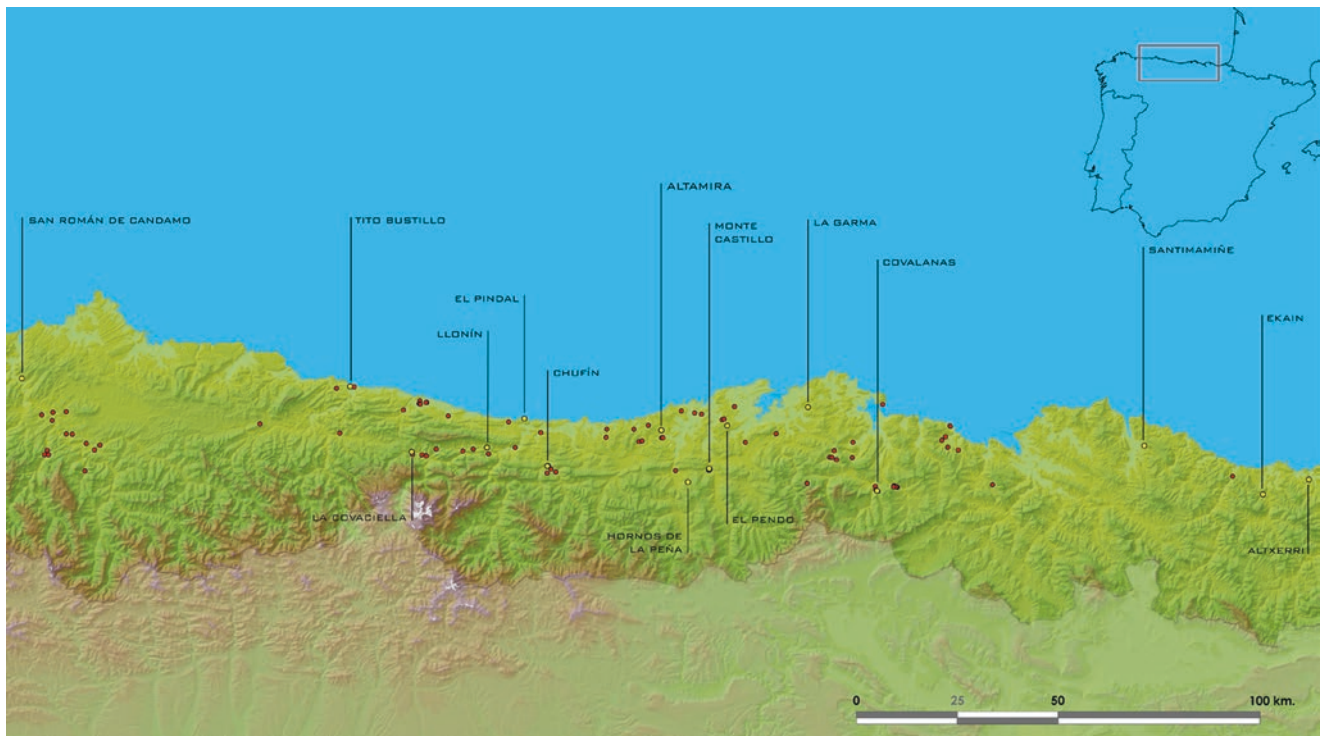 ALTAMIRA
SAN ROMÁN DE CANDAMO
TITO BUSTILLO
MONTE
CASTILLO
LA GARMA
COVALANAS
SANTIMAMIÑE
EL PINDAL
LLONÍN
CHUFÍN
EKAIN
LA COVACIELLA
HORNOS DE
LA PEÑA
EL PENDO
ALTXERRI
0 25 50 100 km.